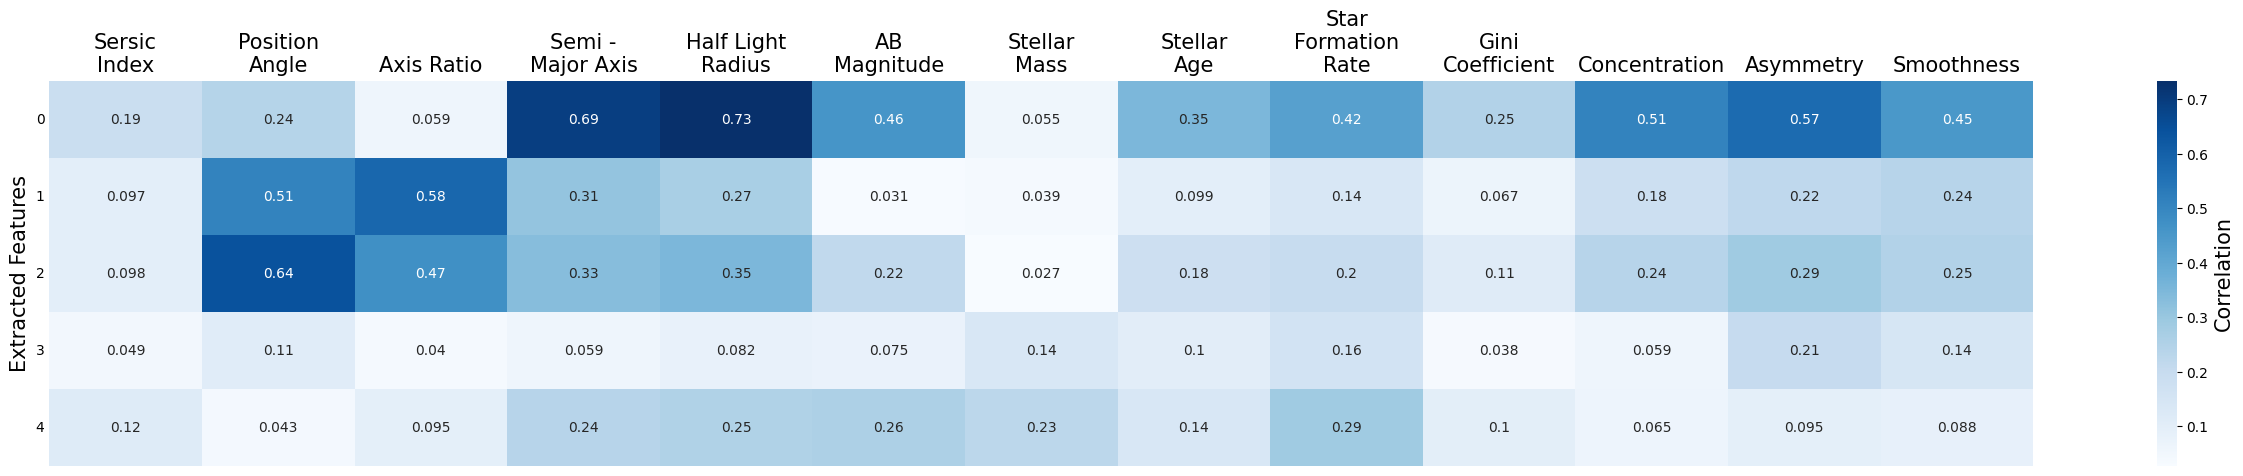 Star
Sersic Position Semi - Half Light AB Stellar Stellar Formation Gini
Index Angle Axis Ratio Major Axis Radius Magnitude Mass Age Rate Coefficient Concentration Asymmetry Smoothness
0 0.19 0.24 0.059 0.69 0.73 0.46 0.055 0.35 0.42 0.25 0.51 0.57 0.45
1 0.097 0.51 0.58 0.31 0.27 0.031 0.039 0.099 0.14 0.067 0.18 0.22 0.24
2 0.098 0.64 0.47 0.33 0.35 0.22 0.027 0.18 0.2 0.11 0.24 0.29 0.25
3 0.049 0.11 0.04 0.059 0.082 0.075 0.14 0.1 0.16 0.038 0.059 0.21 0.14
4 0.12 0.043 0.095 0.24 0.25 0.26 0.23 0.14 0.29 0.1 0.065 0.095 0.088
Extracted Features
0.7
0.6
0.5
0.4
0.3
0.2
0.1
Correlation